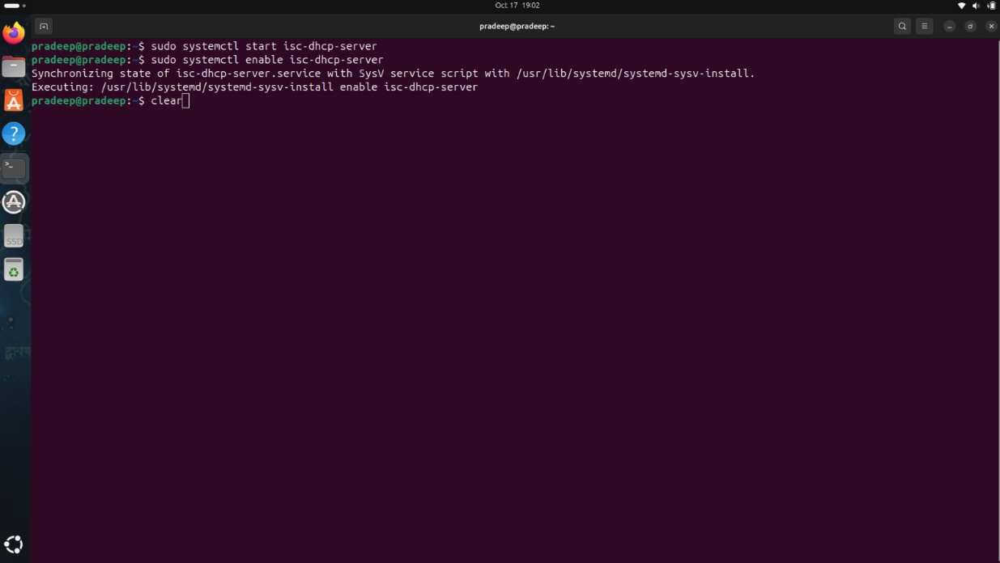 Oct 17 19:02
pradeep@pradeep: ~
pradeep@pradeep:~$ sudo systemctl start isc-dhcp-server
pradeep@pradeep:~$ sudo systemctl enable isc-dhcp-server
Synchronizing state of isc-dhcp-server.service with SysV service script with /usr/lib/systemd/systemd-sysv-install.
Executing: /usr/lib/systemd/systemd-sysv-install enable isc-dhcp-server
pradeep@pradeep:~$ clear
?
>_
SSD